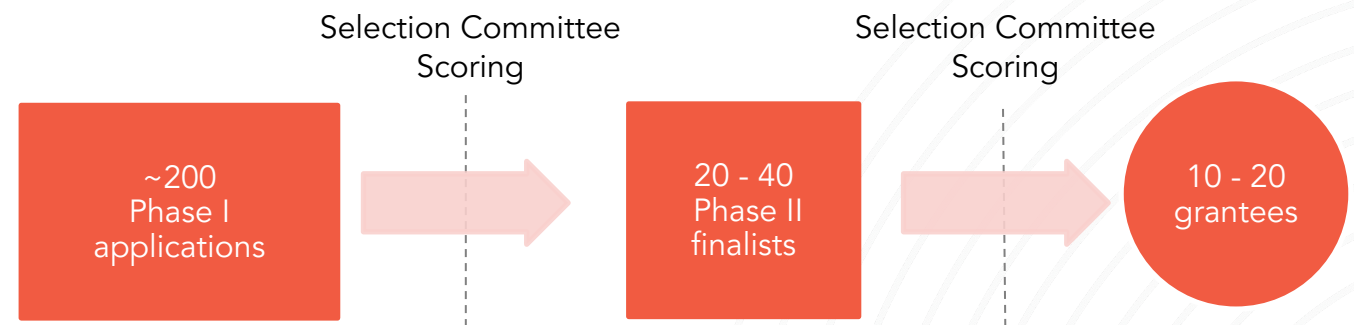 Selection Committee
Scoring
Selection Committee
Scoring
~200
Phase I
applications
20 - 40
Phase II
finalists
10 - 20
grantees